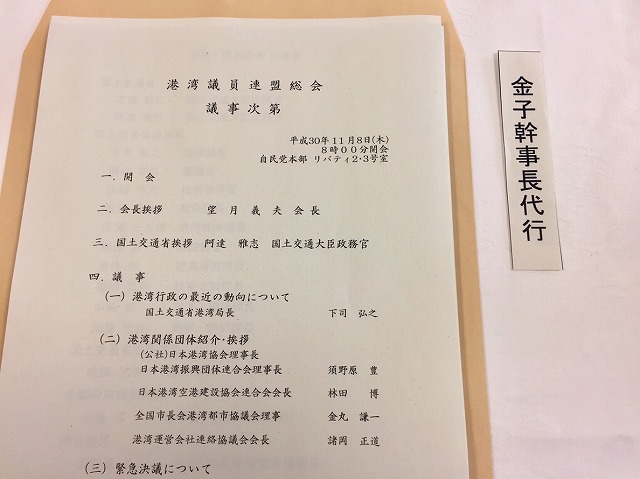 港湾議員連盟総会
議事次第
平成30年11月8日(木)
8時00分開会
自民党本部 リバティ2・3号室
一．開　会
二．会長挨拶　望月　義夫　会長
三．国土交通省挨拶　阿達　雅志　国土交通大臣政務官
四．議　事
(一)港湾行政の最近の動向について
国土交通省港湾局長　下司　弘之
(二)港湾関係団体紹介・挨拶
(公社)日本港湾協会理事長
日本港湾振興団体連合会理事長　須野原　豊
日本港湾空港建設協会連合会会長　林田　博
全国市長会港湾都市協議会理事　金丸　謙一
港湾運営会社連絡協議会会長　諸岡　正道
(三)緊急決議について
金子幹事長代行